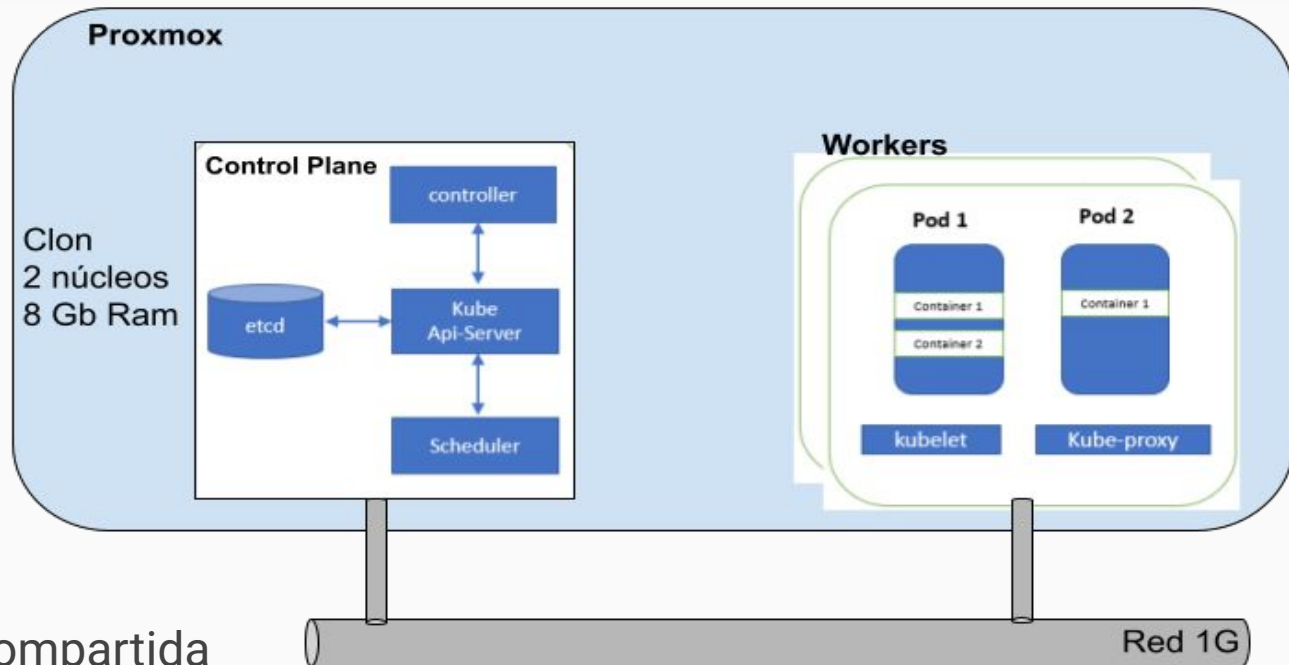 Proxmox
Control Plane
controller
Clon
2 núcleos
8 Gb Ram
etcd
Kube
Api-Server
Scheduler
Workers
Pod 1
Pod 2
Container 1
Container 2
Container 1
kubelet
Kube-proxy
Red 1G